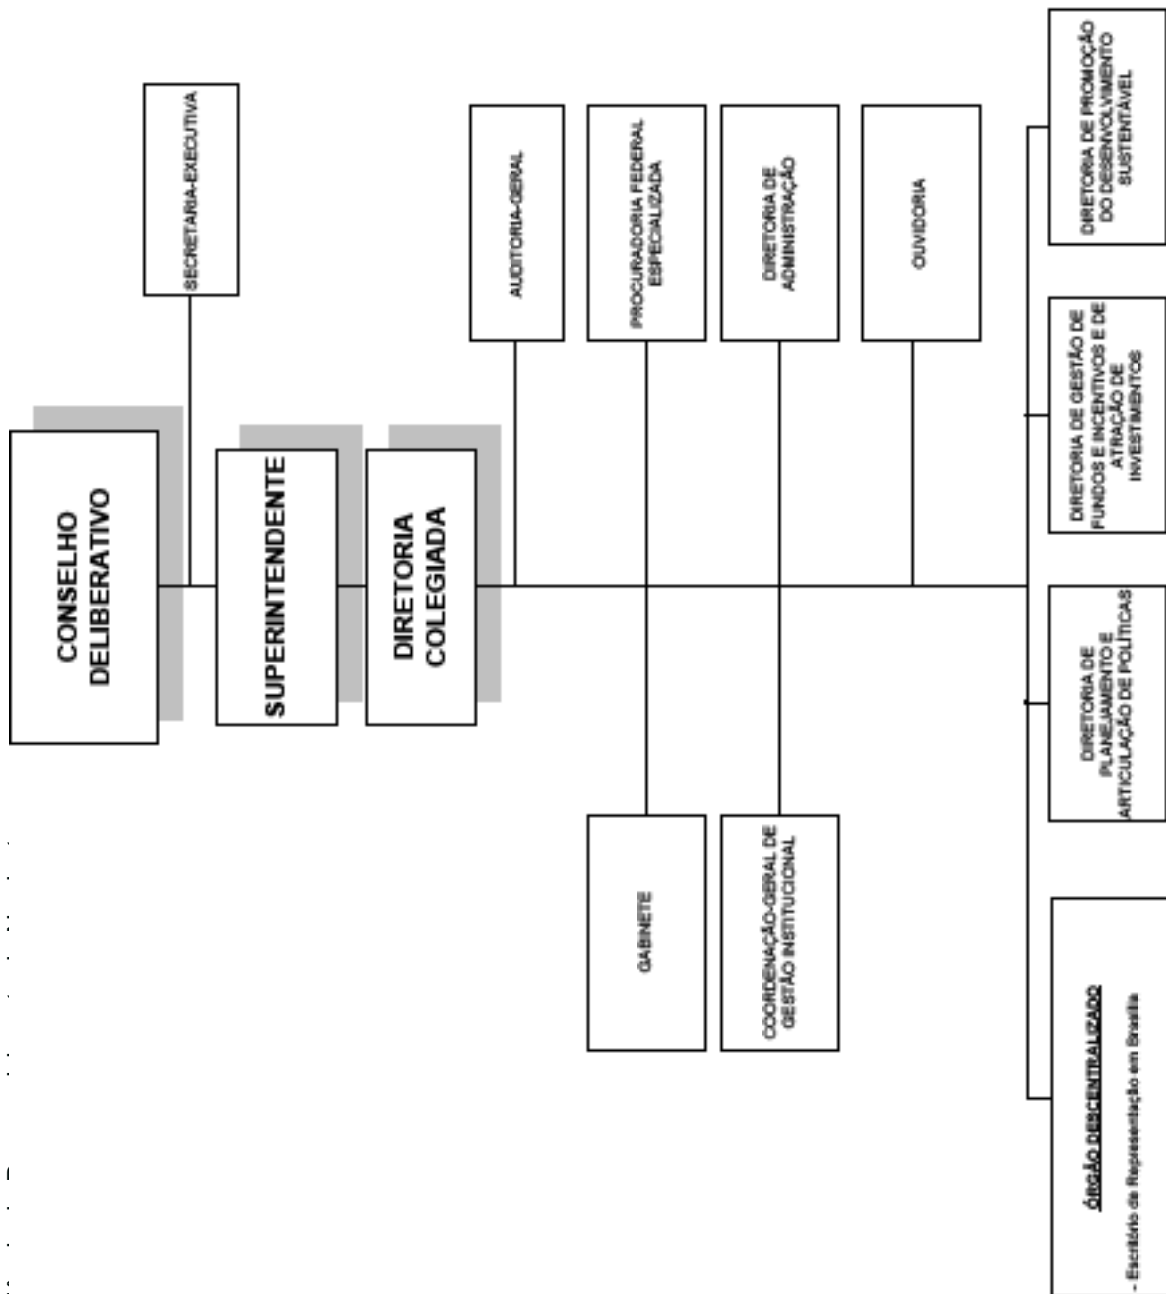 CONSELHO
DELIBERATIVO
SECRETARIA-EXECUTIVA
SUPERINTENDENTE
DIRETORIA
COLEGIADA
AUDITORIA-GERAL
GABINETE
PROCURADORIA FEDERAL
ESPECIALIZADA
COORDENAÇÃO-GERAL DE
GESTÃO INSTITUCIONAL
DIRETORIA DE
ADMINISTRAÇÃO
OUVIDORIA
ÓRGÃO DESCENTRALIZADO
- Escritório de Representação em Brasília
DIRETORIA DE
PLANEJAMENTO E
ARTICULAÇÃO DE POLÍTICAS
DIRETORIA DE GESTÃO DE
FUNDOS E INCENTIVOS E DE
ATRAÇÃO DE
INVESTIMENTOS
DIRETORIA DE PROMOÇÃO
DO DESENVOLVIMENTO
SUSTENTÁVEL